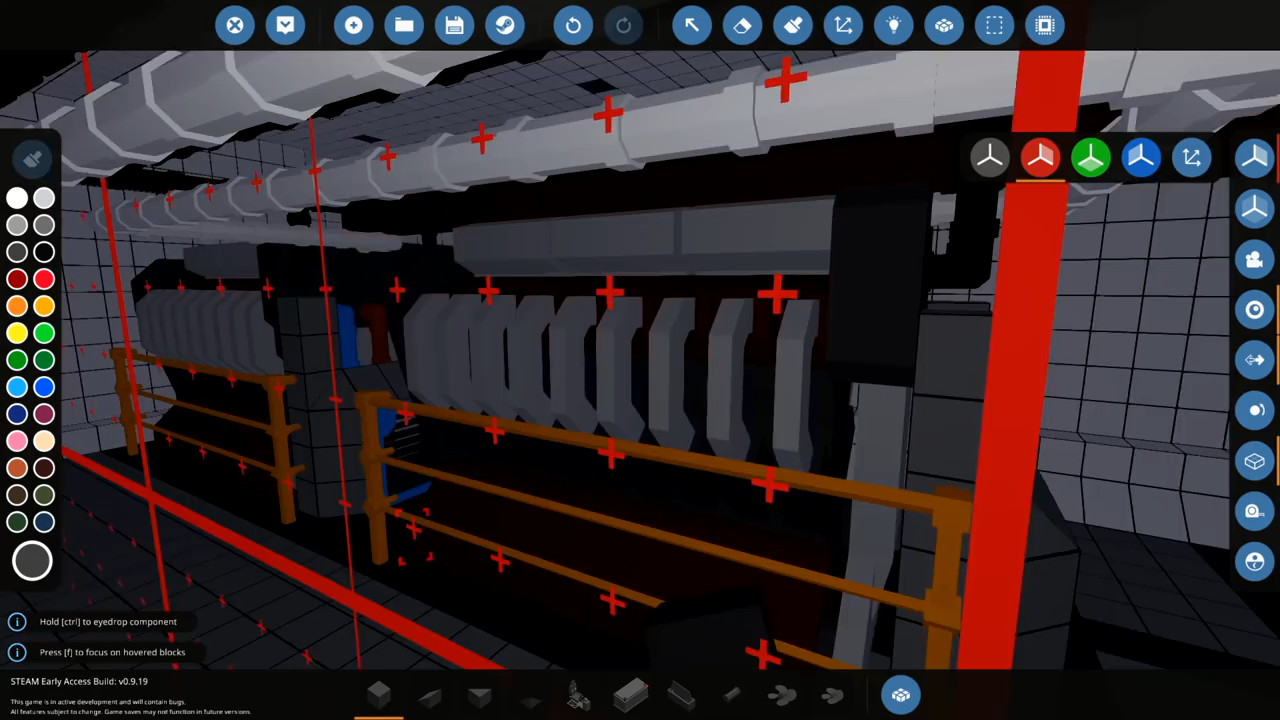 Hold [ctrl] to eyedrop component
Press [f] to focus on hovered blocks
STEAM Early Access Build: v0.9.19
This game is in active development and will contain bugs.
All features subject to change. Game saves may not function in future versions.